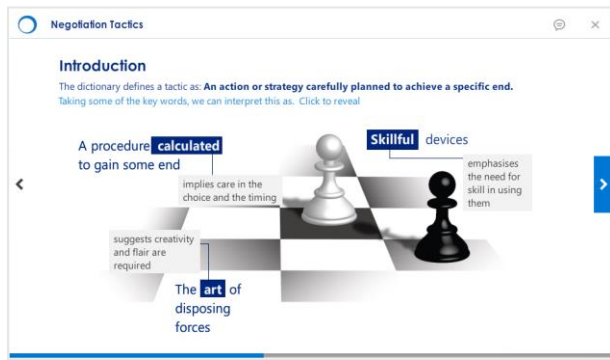 Negotiation Tactics
Introduction
The dictionary defines a tactic as: An action or strategy carefully planned to achieve a specific end.
Taking some of the key words, we can interpret this as. Click to reveal
A procedure calculated
to gain some end
implies care in the
choice and the timing
Skillful devices
emphasises
the need for
skill in using
them
suggests creativity
and flair are
required
The art of
disposing
forces